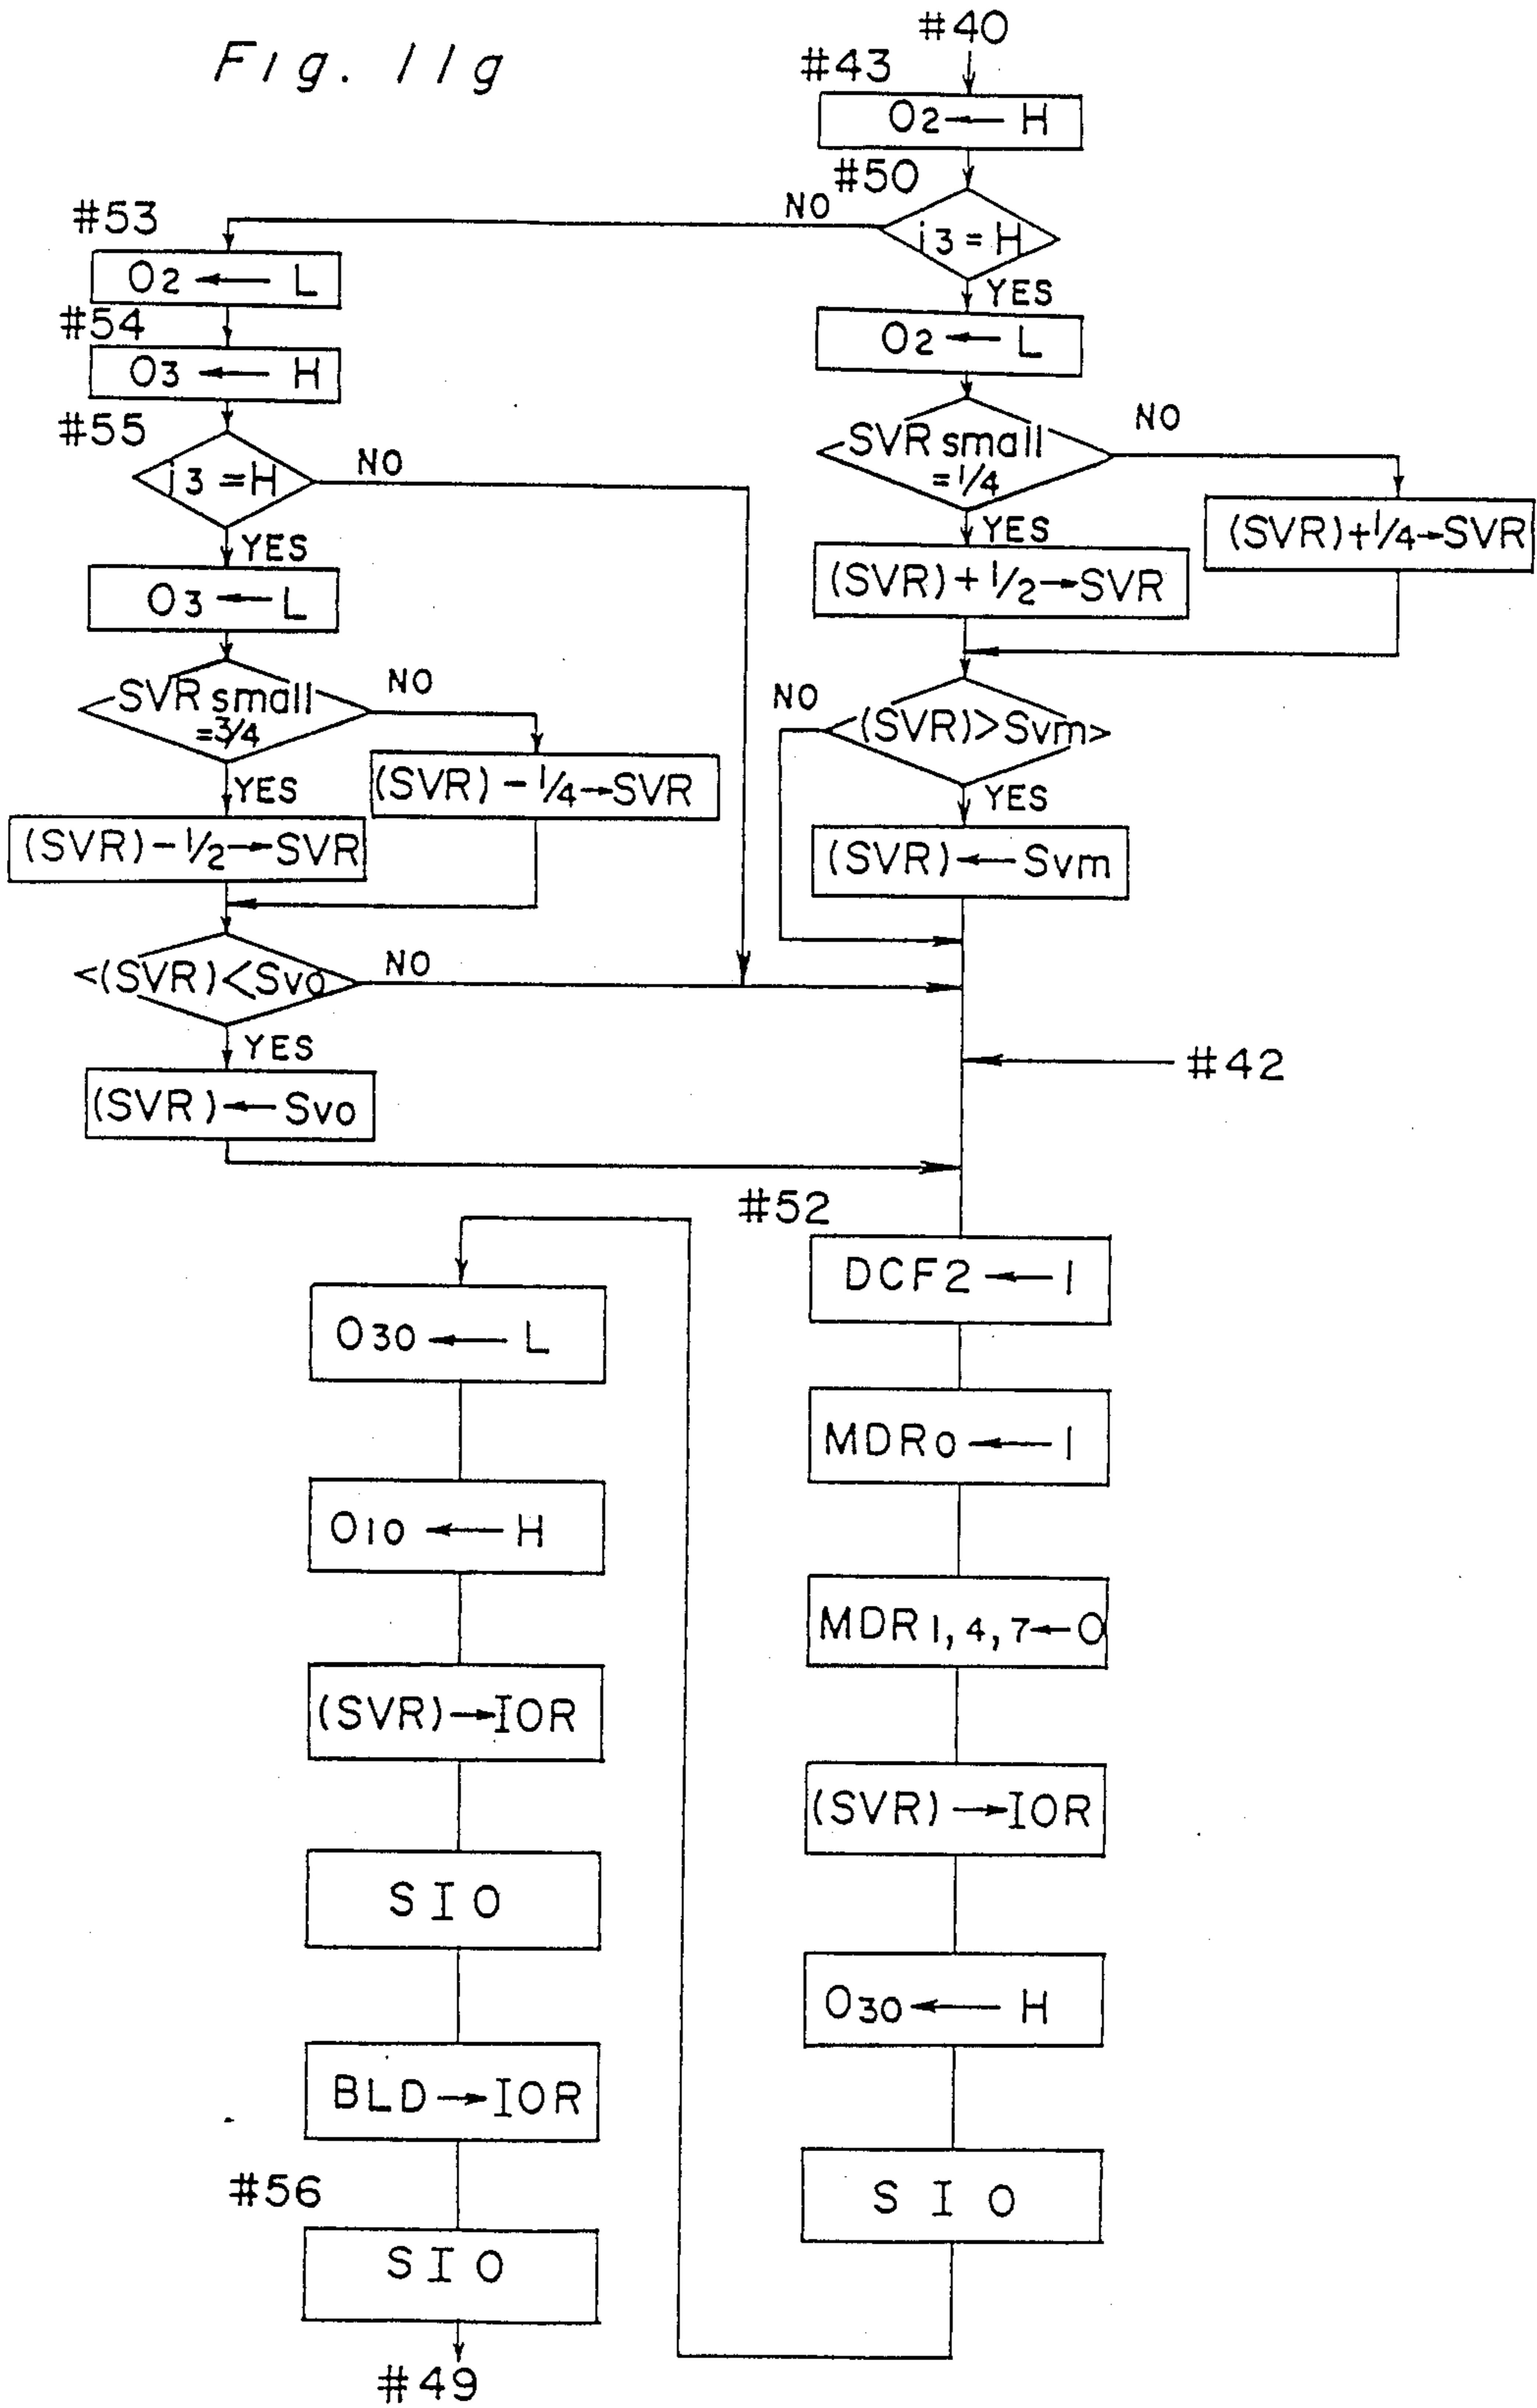 Fig. 11g
#40
#43
O2 ← H
#50
i3 = H
NO
YES
O2 ← L
SVR small
= 1/4
NO
YES
(SVR) + 1/4 → SVR
(SVR) + 1/2 → SVR
<(SVR) > Svm>
NO
YES
(SVR) ← Svm
#53
O2 ← L
#54
O3 ← H
#55
i3 = H
NO
YES
O3 ← L
SVR small
= 3/4
NO
YES
(SVR) - 1/4 → SVR
(SVR) - 1/2 → SVR
<(SVR) < Svo
NO
YES
(SVR) ← Svo
#42
#52
DCF2 ← 1
MDR0 ← 1
MDR1, 4, 7 ← 0
(SVR) → IOR
O30 ← H
SIO
O30 ← L
O10 ← H
(SVR) → IOR
SIO
BLD → IOR
#56
SIO
#49